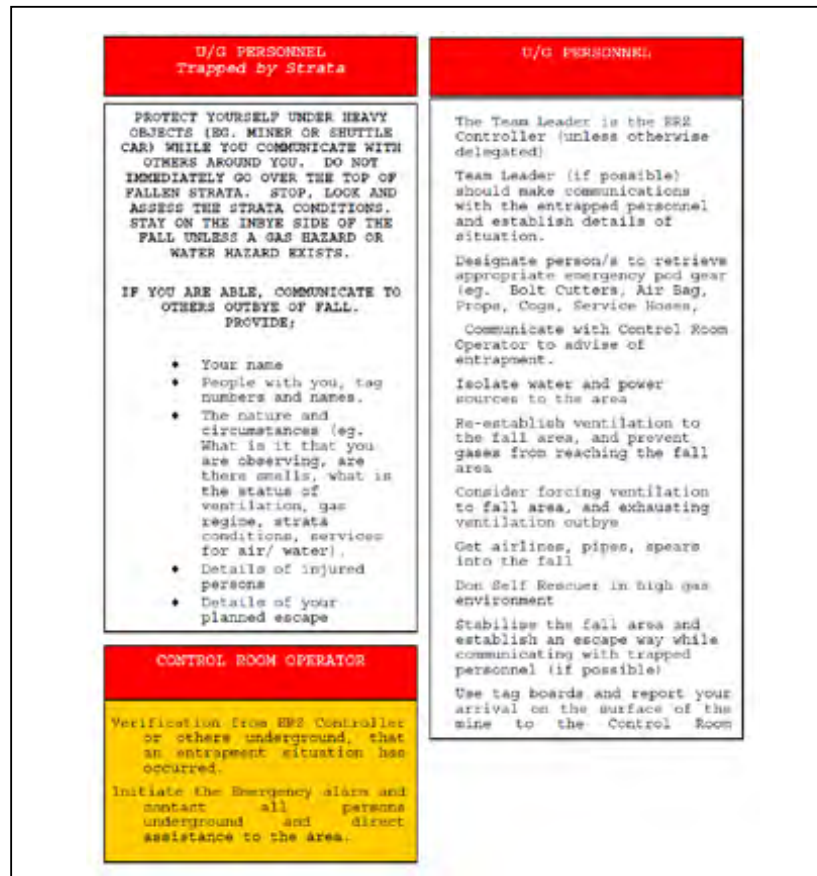 U/G PERSONNEL
Trapped by Strata
PROTECT YOURSELF UNDER HEAVY
OBJECTS (EG. MINER OR SHUTTLE
CAR) WHILE YOU COMMUNICATE WITH
OTHERS AROUND YOU. DO NOT
IMMEDIATELY GO OVER THE TOP OF
FALLEN STRATA. STOP, LOOK AND
ASSESS THE STRATA CONDITIONS.
STAY ON THE INBYE SIDE OF THE
FALL UNLESS A GAS HAZARD OR
WATER HAZARD EXISTS.
IF YOU ARE ABLE, COMMUNICATE TO
OTHERS OUTBYE OF FALL.
PROVIDE;
♦ Your name
♦ People with you, tag
numbers and names.
♦ The nature and
circumstances (eg.
What is it that you
are observing, are
there smells, what is
the status of
ventilation, gas
regime, strata
conditions, services
for air/ water).
♦ Details of injured
persons
♦ Details of your
planned escape
CONTROL ROOM OPERATOR
Verification from ERZ Controller
or others underground, that
an entrapment situation has
occurred.
Initiate the Emergency alarm and
contact all persons
underground and direct
assistance to the area.
U/G PERSONNEL
The Team Leader is the ERZ
Controller (unless otherwise
delegated)
Team Leader (if possible)
should make communications
with the entrapped personnel
and establish details of
situation.
Designate person/s to retrieve
appropriate emergency pod gear
(eg. Bolt Cutters, Air Bag,
Props, Cogs, Service Hoses,
Communicate with Control Room
Operator to advise of
entrapment.
Isolate water and power
sources to the area
Re-establish ventilation to
the fall area, and prevent
gases from reaching the fall
area
Consider forcing ventilation
to fall area, and exhausting
ventilation outbye
Get airlines, pipes, spears
into the fall
Don Self Rescuer in high gas
environment
Stabilise the fall area and
establish an escape way while
communicating with trapped
personnel (if possible)
Use tag boards and report your
arrival on the surface of the
mine to the Control Room